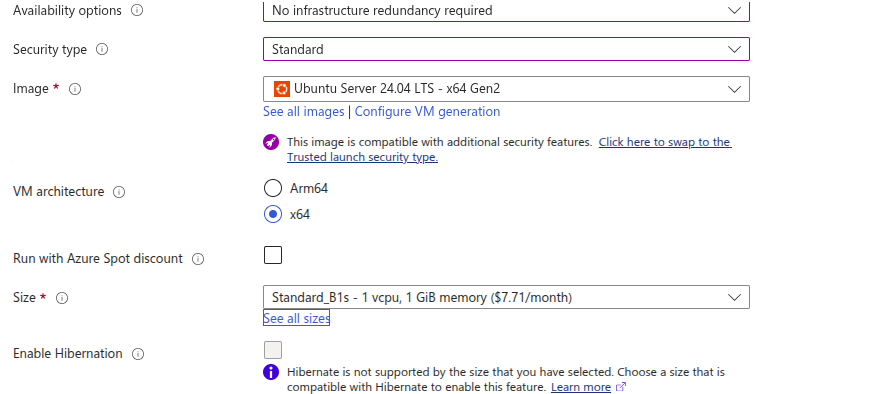 Availability options
No infrastructure redundancy required
Security type
Standard
Image *
Ubuntu Server 24.04 LTS - x64 Gen2
See all images | Configure VM generation
This image is compatible with additional security features. Click here to swap to the
Trusted launch security type.
VM architecture
Arm64
x64
Run with Azure Spot discount
Size *
Standard_B1s - 1 vcpu, 1 GiB memory ($7.71/month)
See all sizes
Enable Hibernation
Hibernate is not supported by the size that you have selected. Choose a size that is
compatible with Hibernate to enable this feature. Learn more